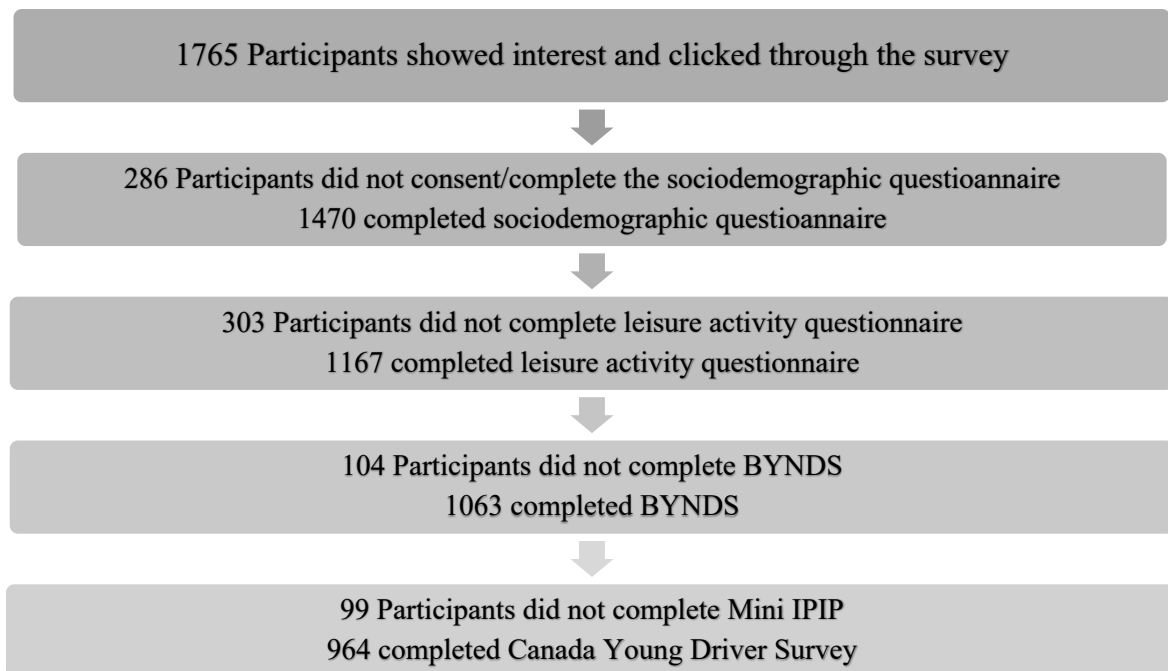 1765 Participants showed interest and clicked through the survey
286 Participants did not consent/complete the sociodemographic questioannaire
1470 completed sociodemographic questioannaire
303 Participants did not complete leisure activity questionnaire
1167 completed leisure activity questionnaire
104 Participants did not complete BYNDS
1063 completed BYNDS
99 Participants did not complete Mini IPIP
964 completed Canada Young Driver Survey